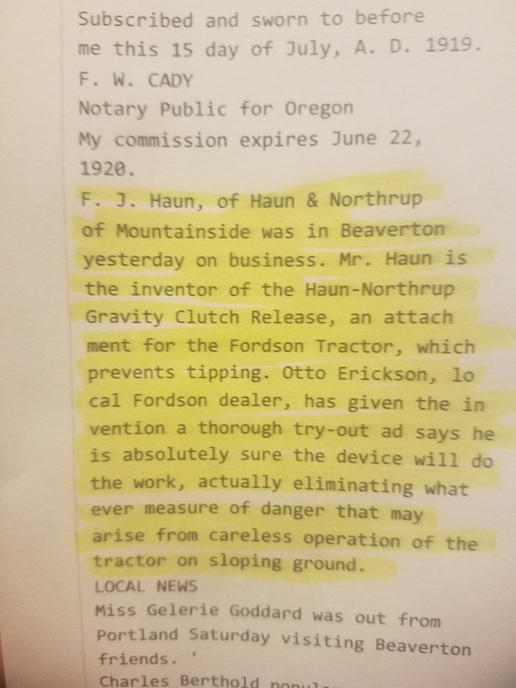 Subscribed and sworn to before
me this 15 day of July, A. D. 1919.
F. W. CADY
Notary Public for Oregon
My commission expires June 22,
1920.
F. J. Haun, of Haun & Northrup
of Mountainside was in Beaverton
yesterday on business. Mr. Haun is
the inventor of the Haun-Northrup
Gravity Clutch Release, an attach
ment for the Fordson Tractor, which
prevents tipping. Otto Erickson, lo
cal Fordson dealer, has given the in
vention a thorough try-out ad says he
is absolutely sure the device will do
the work, actually eliminating what
ever measure of danger that may
arise from careless operation of the
tractor on sloping ground.
LOCAL NEWS
Miss Gelerie Goddard was out from
Portland Saturday visiting Beaverton
friends. '
Charles Berthold